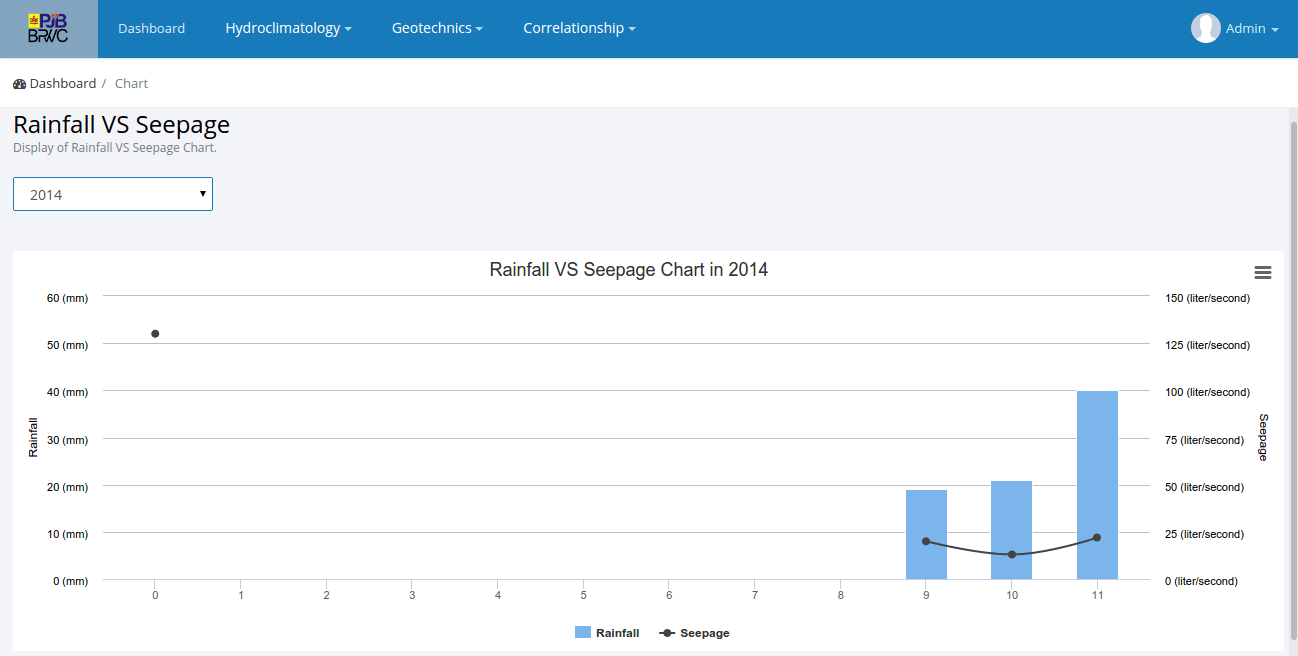 PJB
BRWC
Dashboard Hydroclimatology Geotechnics Correlationship Admin
Dashboard / Chart
Rainfall VS Seepage
Display of Rainfall VS Seepage Chart.
2014
Rainfall VS Seepage Chart in 2014
60 (mm) 150 (liter/second)
50 (mm) 125 (liter/second)
40 (mm) 100 (liter/second)
30 (mm) 75 (liter/second)
20 (mm) 50 (liter/second)
10 (mm) 25 (liter/second)
0 (mm) 0 (liter/second)
Rainfall
Seepage
0 1 2 3 4 5 6 7 8 9 10 11
Rainfall Seepage